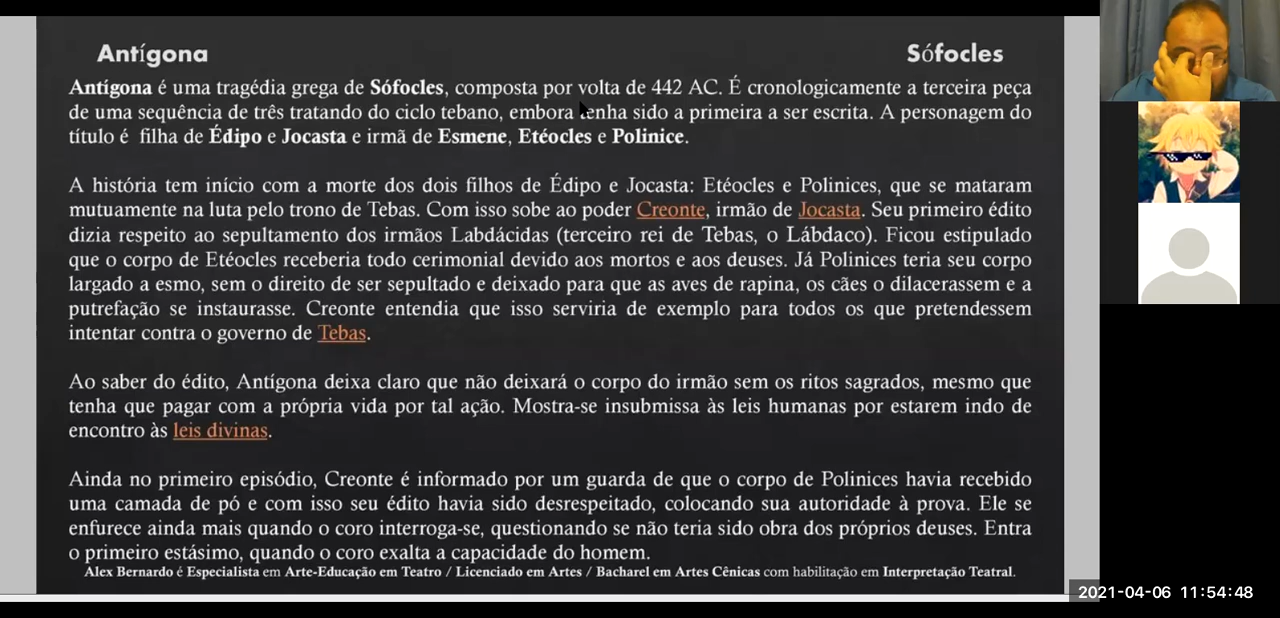 Antígona
Sófocles
Antígona é uma tragédia grega de Sófocles, composta por volta de 442 AC. É cronologicamente a terceira peça
de uma sequência de três tratando do ciclo tebano, embora tenha sido a primeira a ser escrita. A personagem do
título é filha de Édipo e Jocasta e irmã de Esmene, Etéocles e Polinice.
A história tem início com a morte dos dois filhos de Édipo e Jocasta: Etéocles e Polinices, que se mataram
mutuamente na luta pelo trono de Tebas. Com isso sobe ao poder Creonte, irmão de Jocasta. Seu primeiro édito
dizia respeito ao sepultamento dos irmãos Labdácidas (terceiro rei de Tebas, o Lábdaco). Ficou estipulado
que o corpo de Etéocles receberia todo cerimonial devido aos mortos e aos deuses. Já Polinices teria seu corpo
largado a esmo, sem o direito de ser sepultado e deixado para que as aves de rapina, os cães o dilacerassem e a
putrefação se instaurasse. Creonte entendia que isso serviria de exemplo para todos os que pretendessem
intentar contra o governo de Tebas.
Ao saber do édito, Antígona deixa claro que não deixará o corpo do irmão sem os ritos sagrados, mesmo que
tenha que pagar com a própria vida por tal ação. Mostra-se insubmissa às leis humanas por estarem indo de
encontro às leis divinas.
Ainda no primeiro episódio, Creonte é informado por um guarda de que o corpo de Polinices havia recebido
uma camada de pó e com isso seu édito havia sido desrespeitado, colocando sua autoridade à prova. Ele se
enfurece ainda mais quando o coro interroga-se, questionando se não teria sido obra dos próprios deuses. Entra
o primeiro estásimo, quando o coro exalta a capacidade do homem.
Alex Bernardo é Especialista em Arte-Educação em Teatro / Licenciado em Artes / Bacharel em Artes Cênicas com habilitação em Interpretação Teatral.
2021-04-06 11:54:48